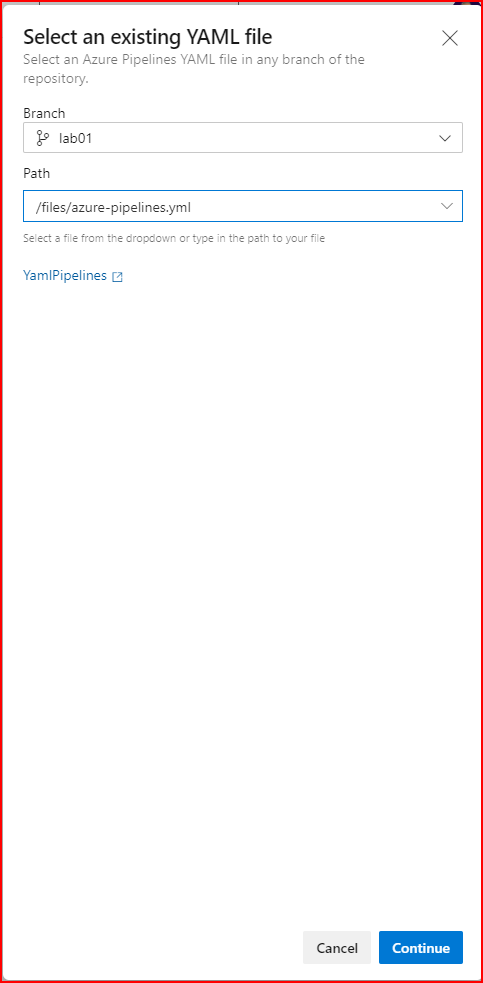 Select an existing YAML file
Select an Azure Pipelines YAML file in any branch of the
repository.
Branch
lab01
Path
/files/azure-pipelines.yml
Select a file from the dropdown or type in the path to your file
YamlPipelines
Cancel
Continue